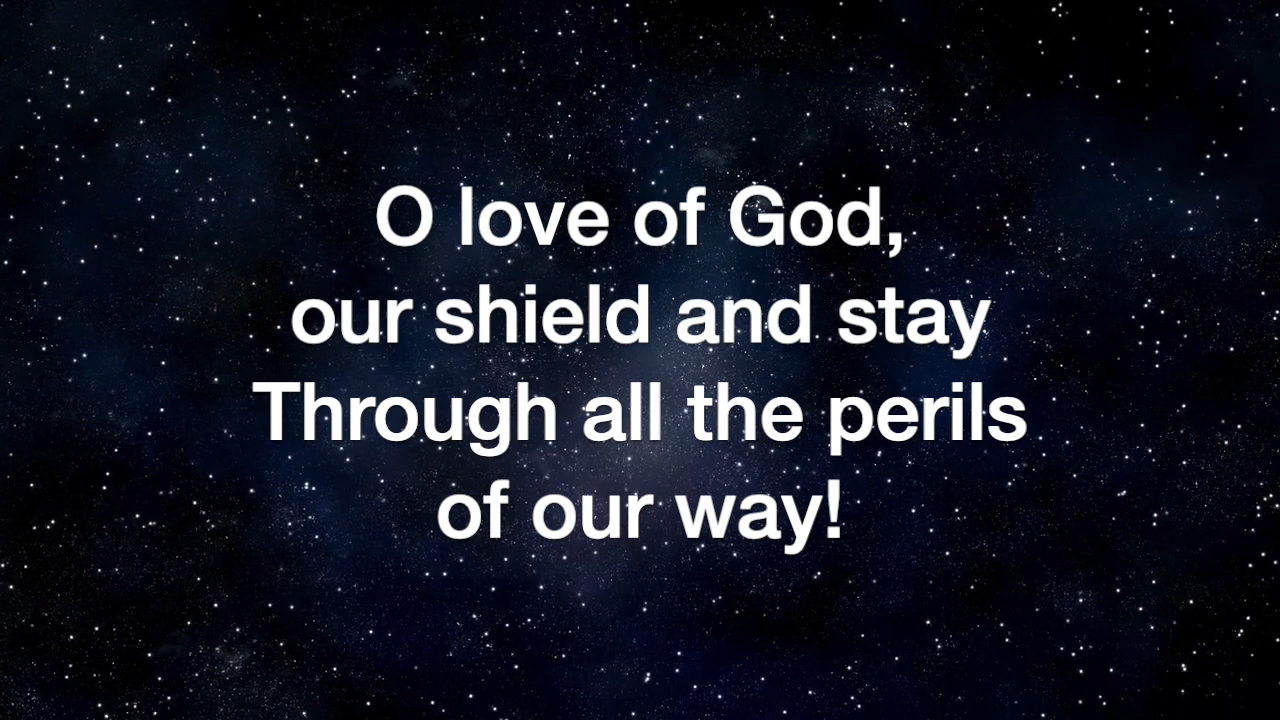 O love of God,
our shield and stay
Through all the perils
of our way!